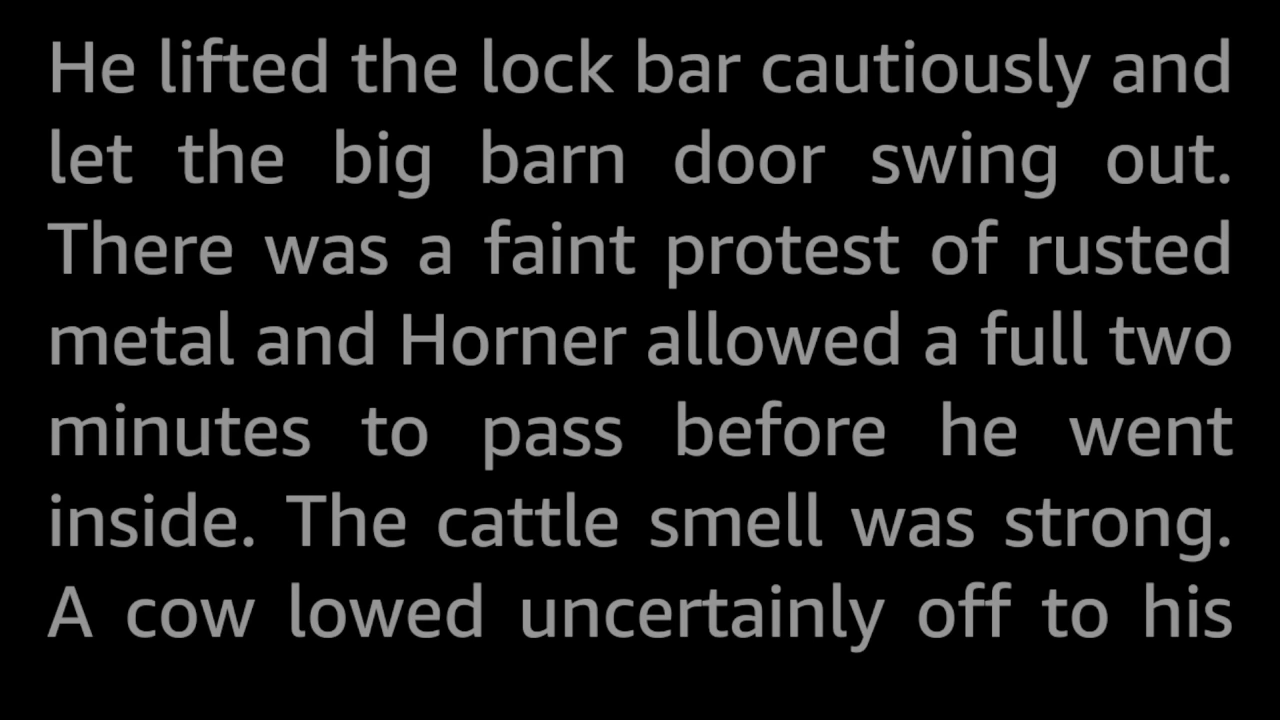 He lifted the lock bar cautiously and
let the big barn door swing out.
There was a faint protest of rusted
metal and Horner allowed a full two
minutes to pass before he went
inside. The cattle smell was strong.
A cow lowed uncertainly off to his